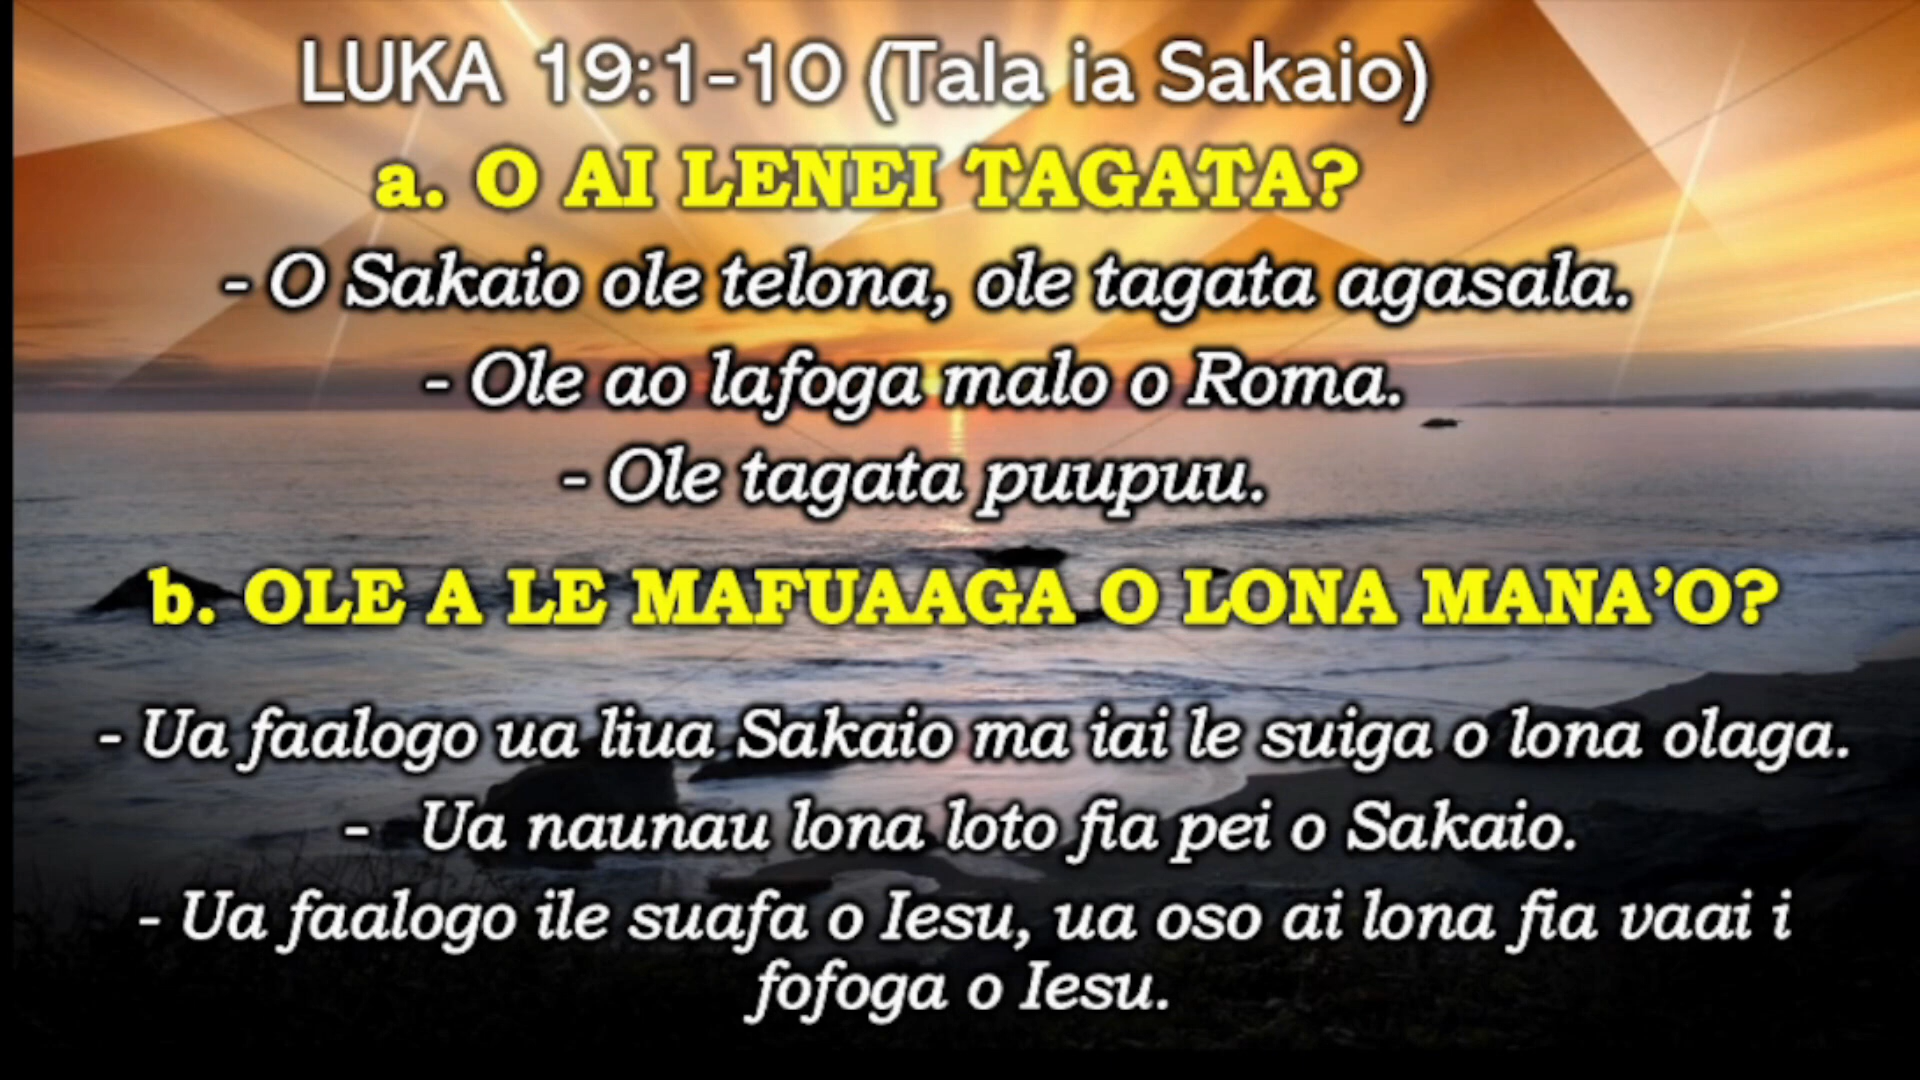 LUKA 19:1-10 (Tala ia Sakaio)
a. O AI LENEI TAGATA?
- O Sakaio ole telona, ole tagata agasala.
- Ole ao lafoga malo o Roma.
- Ole tagata puupuu.
b. OLE A LE MAFUAAGA O LONA MANA’O?
- Ua faalogo ua liua Sakaio ma iai le suiga o lona olaga.
- Ua naunau lona loto fia pei o Sakaio.
- Ua faalogo ile suafa o Iesu, ua oso ai lona fia vaai i
fofoga o Iesu.